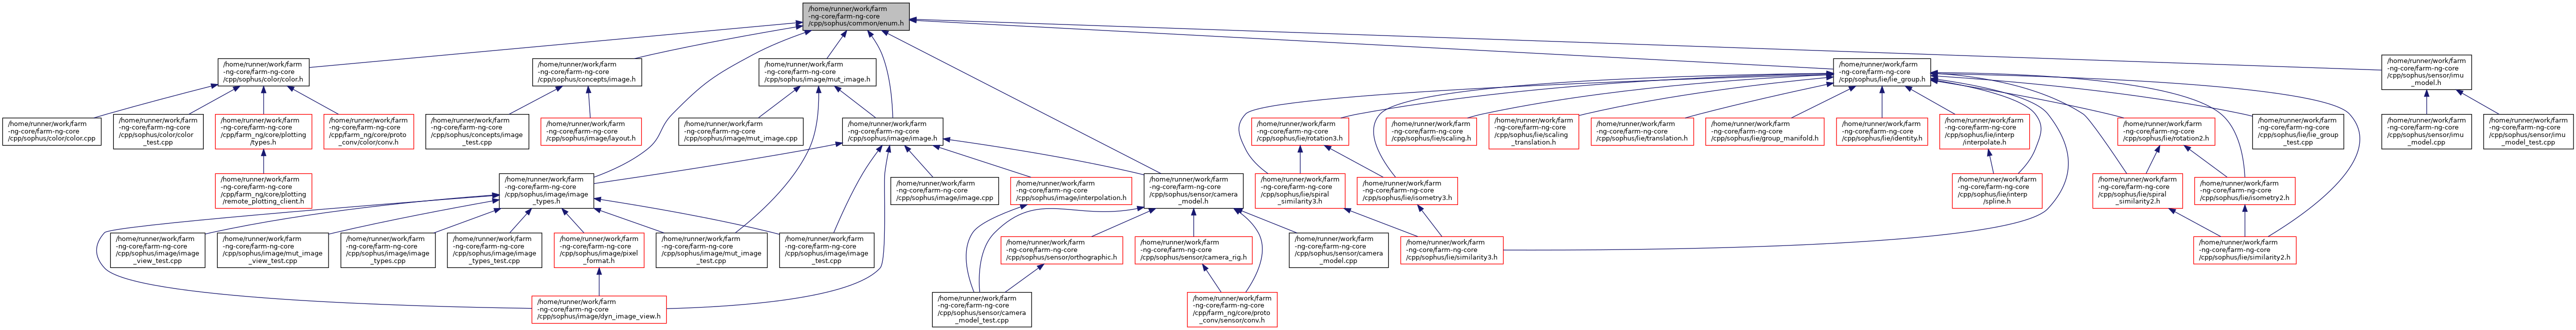 /home/runner/work/farm
-ng-core/farm-ng-core
/cpp/sophus/common/enum.h
/home/runner/work/farm
-ng-core/farm-ng-core
/cpp/sophus/color/color.h
/home/runner/work/farm
-ng-core/farm-ng-core
/cpp/sophus/concepts/image.h
/home/runner/work/farm
-ng-core/farm-ng-core
/cpp/sophus/image/mut_image.h
/home/runner/work/farm
-ng-core/farm-ng-core
/cpp/sophus/lie/lie_group.h
/home/runner/work/farm
-ng-core/farm-ng-core
/cpp/sophus/sensor/imu
_model.h
/home/runner/work/farm
-ng-core/farm-ng-core
/cpp/sophus/color/color.cpp
/home/runner/work/farm
-ng-core/farm-ng-core
/cpp/sophus/color/color
_test.cpp
/home/runner/work/farm
-ng-core/farm-ng-core
/cpp/farm_ng/core/plotting
/types.h
/home/runner/work/farm
-ng-core/farm-ng-core
/cpp/farm_ng/core/proto
_conv/color/conv.h
/home/runner/work/farm
-ng-core/farm-ng-core
/cpp/sophus/concepts/image
_test.cpp
/home/runner/work/farm
-ng-core/farm-ng-core
/cpp/sophus/image/layout.h
/home/runner/work/farm
-ng-core/farm-ng-core
/cpp/sophus/image/mut_image.cpp
/home/runner/work/farm
-ng-core/farm-ng-core
/cpp/sophus/image/image.h
/home/runner/work/farm
-ng-core/farm-ng-core
/cpp/sophus/lie/rotation3.h
/home/runner/work/farm
-ng-core/farm-ng-core
/cpp/sophus/lie/scaling.h
/home/runner/work/farm
-ng-core/farm-ng-core
/cpp/sophus/lie/scaling
_translation.h
/home/runner/work/farm
-ng-core/farm-ng-core
/cpp/sophus/lie/translation.h
/home/runner/work/farm
-ng-core/farm-ng-core
/cpp/sophus/lie/group_manifold.h
/home/runner/work/farm
-ng-core/farm-ng-core
/cpp/sophus/lie/identity.h
/home/runner/work/farm
-ng-core/farm-ng-core
/cpp/sophus/lie/interp
/interpolate.h
/home/runner/work/farm
-ng-core/farm-ng-core
/cpp/sophus/lie/rotation2.h
/home/runner/work/farm
-ng-core/farm-ng-core
/cpp/sophus/lie/lie_group
_test.cpp
/home/runner/work/farm
-ng-core/farm-ng-core
/cpp/sophus/sensor/imu
_model.cpp
/home/runner/work/farm
-ng-core/farm-ng-core
/cpp/sophus/sensor/imu
_model_test.cpp
/home/runner/work/farm
-ng-core/farm-ng-core
/cpp/farm_ng/core/plotting
/remote_plotting_client.h
/home/runner/work/farm
-ng-core/farm-ng-core
/cpp/sophus/image/image
_types.h
/home/runner/work/farm
-ng-core/farm-ng-core
/cpp/sophus/image/image.cpp
/home/runner/work/farm
-ng-core/farm-ng-core
/cpp/sophus/image/interpolation.h
/home/runner/work/farm
-ng-core/farm-ng-core
/cpp/sophus/sensor/camera
_model.h
/home/runner/work/farm
-ng-core/farm-ng-core
/cpp/sophus/lie/spiral
_similarity3.h
/home/runner/work/farm
-ng-core/farm-ng-core
/cpp/sophus/lie/isometry3.h
/home/runner/work/farm
-ng-core/farm-ng-core
/cpp/sophus/lie/interp
/spline.h
/home/runner/work/farm
-ng-core/farm-ng-core
/cpp/sophus/lie/spiral
_similarity2.h
/home/runner/work/farm
-ng-core/farm-ng-core
/cpp/sophus/lie/isometry2.h
/home/runner/work/farm
-ng-core/farm-ng-core
/cpp/sophus/image/image
_view_test.cpp
/home/runner/work/farm
-ng-core/farm-ng-core
/cpp/sophus/image/mut_image
_view_test.cpp
/home/runner/work/farm
-ng-core/farm-ng-core
/cpp/sophus/image/image
_types.cpp
/home/runner/work/farm
-ng-core/farm-ng-core
/cpp/sophus/image/image
_types_test.cpp
/home/runner/work/farm
-ng-core/farm-ng-core
/cpp/sophus/image/pixel
_format.h
/home/runner/work/farm
-ng-core/farm-ng-core
/cpp/sophus/image/mut_image
_test.cpp
/home/runner/work/farm
-ng-core/farm-ng-core
/cpp/sophus/image/image
_test.cpp
/home/runner/work/farm
-ng-core/farm-ng-core
/cpp/sophus/sensor/orthographic.h
/home/runner/work/farm
-ng-core/farm-ng-core
/cpp/sophus/sensor/camera_rig.h
/home/runner/work/farm
-ng-core/farm-ng-core
/cpp/sophus/sensor/camera
_model.cpp
/home/runner/work/farm
-ng-core/farm-ng-core
/cpp/sophus/lie/similarity3.h
/home/runner/work/farm
-ng-core/farm-ng-core
/cpp/sophus/lie/similarity2.h
/home/runner/work/farm
-ng-core/farm-ng-core
/cpp/sophus/image/dyn_image_view.h
/home/runner/work/farm
-ng-core/farm-ng-core
/cpp/sophus/sensor/camera
_model_test.cpp
/home/runner/work/farm
-ng-core/farm-ng-core
/cpp/farm_ng/core/proto
_conv/sensor/conv.h